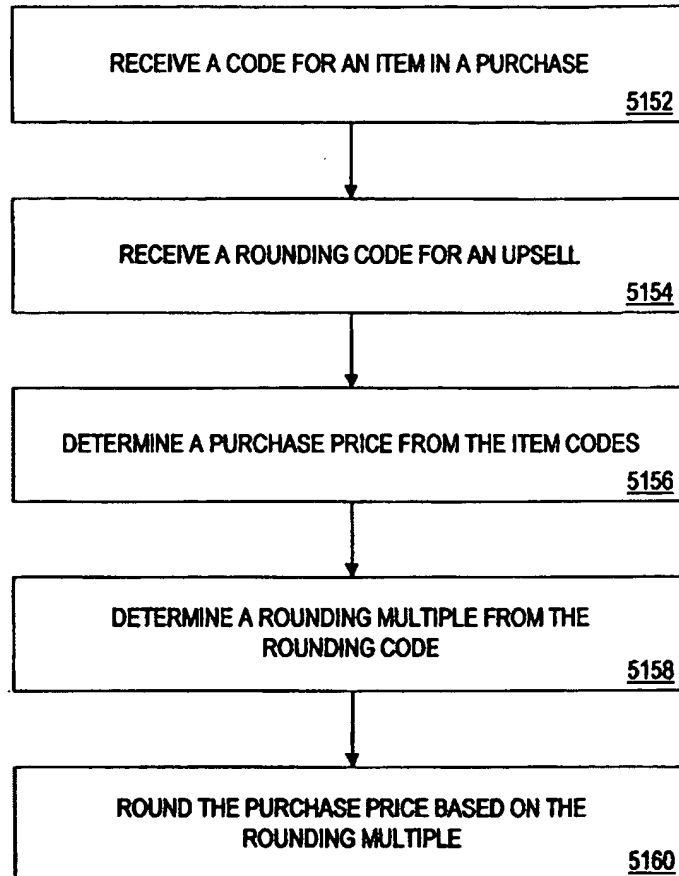 RECEIVE A CODE FOR AN ITEM IN A PURCHASE
5152
RECEIVE A ROUNDING CODE FOR AN UPSELL
5154
DETERMINE A PURCHASE PRICE FROM THE ITEM CODES
5156
DETERMINE A ROUNDING MULTIPLE FROM THE
ROUNDING CODE
5158
ROUND THE PURCHASE PRICE BASED ON THE
ROUNDING MULTIPLE
5160